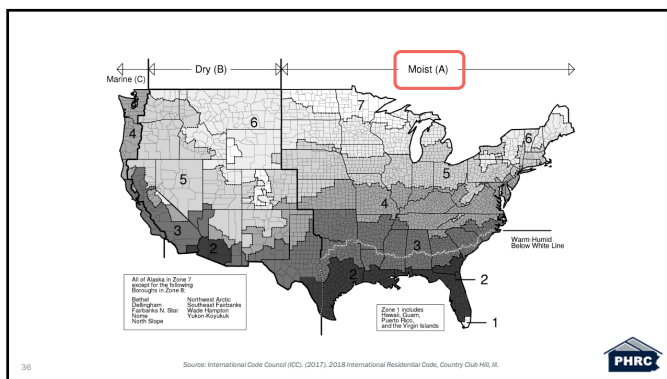 Marine (C)
Dry (B)
Moist (A)
7
6
6
4
5
5
4
3
3
2
2
2
1
Warm-Humid
Below White Line
All of Alaska in Zone 7
except for the following
Boroughs in Zone 8:
Bethel
Dellingham
Fairbanks N. Star
Nome
North Slope
Northwest Arctic
Southeast Fairbanks
Wade Hampton
Yukon-Koyukuk
Zone 1 includes
Hawaii, Guam,
Puerto Rico,
and the Virgin Islands
36
Source: International Code Council (ICC). (2017). 2018 International Residential Code, Country Club Hill, Ill.
PHRC